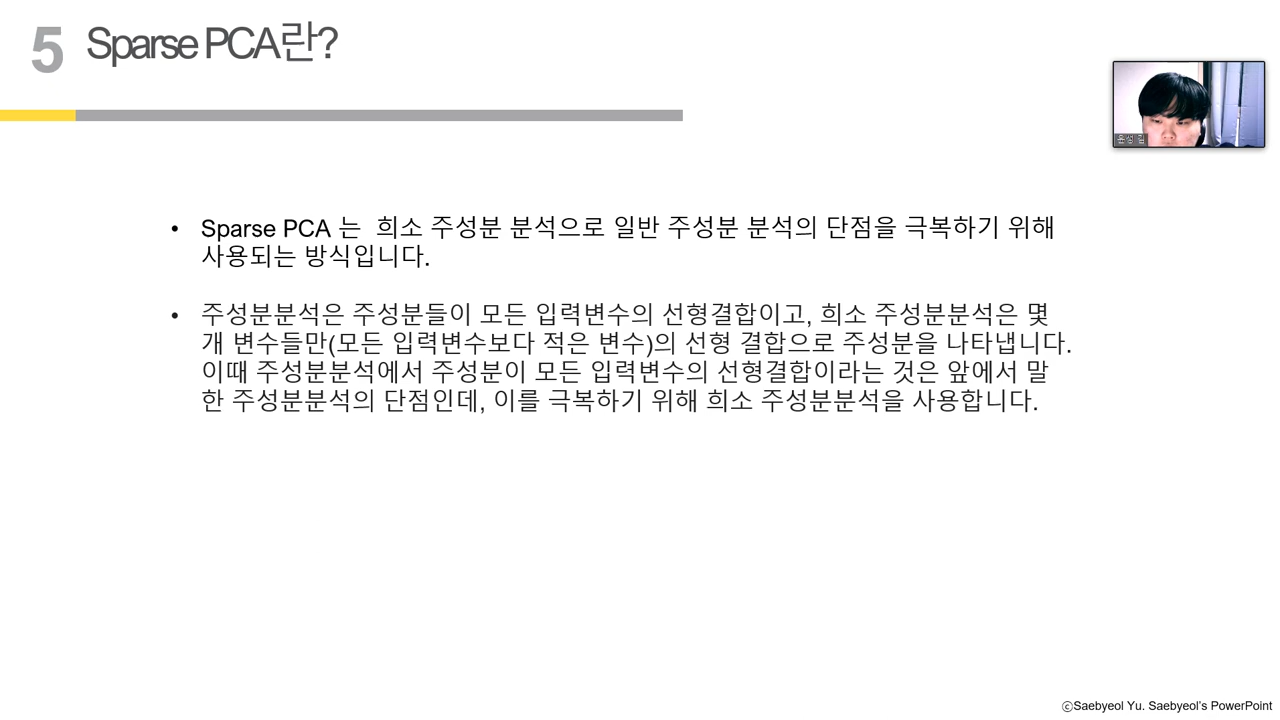 5
Sparse PCA란?
윤성 김
• Sparse PCA 는  희소 주성분 분석으로 일반 주성분 분석의 단점을 극복하기 위해
사용되는 방식입니다.
• 주성분분석은 주성분들이 모든 입력변수의 선형결합이고, 희소 주성분분석은 몇
개 변수들만(모든 입력변수보다 적은 변수)의 선형 결합으로 주성분을 나타냅니다.
이때 주성분분석에서 주성분이 모든 입력변수의 선형결합이라는 것은 앞에서 말
한 주성분분석의 단점인데, 이를 극복하기 위해 희소 주성분분석을 사용합니다.
ⓒSaebyeol Yu. Saebyeol's PowerPoint